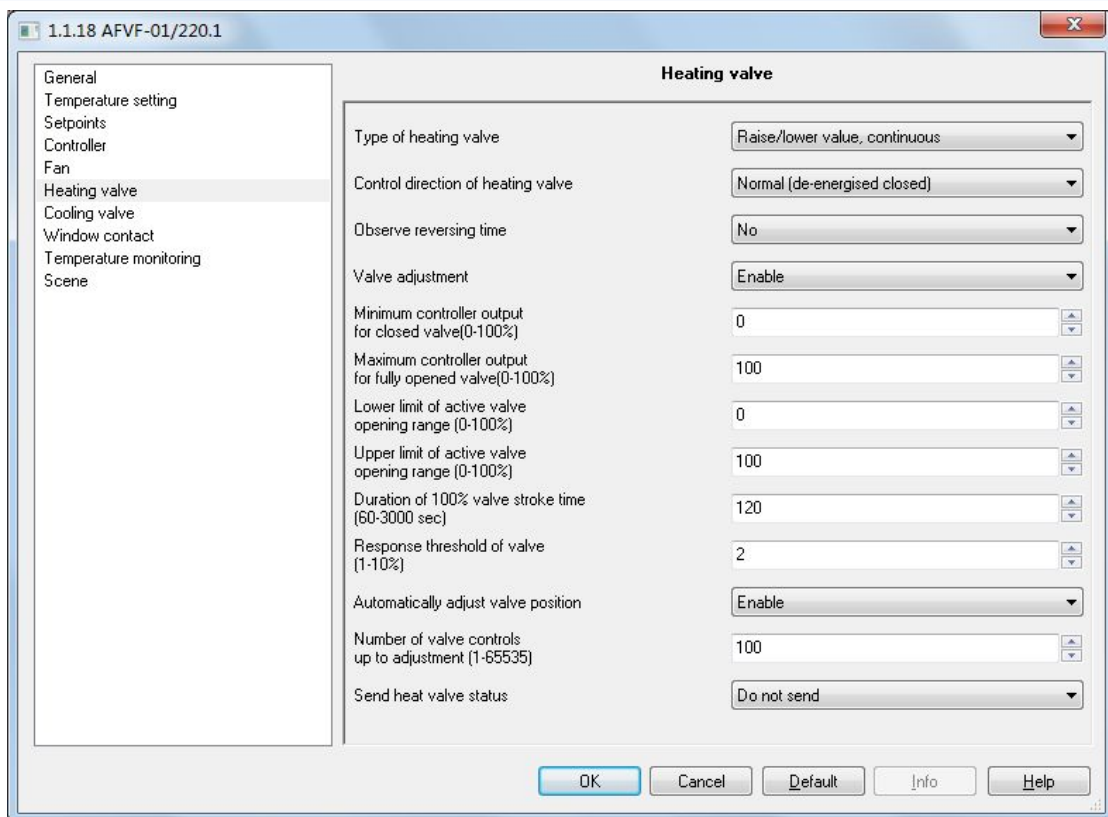 1.1.18 AFVF-01/220.1
General
Temperature setting
Setpoints
Controller
Fan
Heating valve
Cooling valve
Window contact
Temperature monitoring
Scene
Heating valve
Type of heating valve
Raise/lower value, continuous
Control direction of heating valve
Normal (de-energised closed)
Observe reversing time
No
Valve adjustment
Enable
Minimum controller output
for closed valve(0-100%)
0
Maximum controller output
for fully opened valve(0-100%)
100
Lower limit of active valve
opening range (0-100%)
0
Upper limit of active valve
opening range (0-100%)
100
Duration of 100% valve stroke time
(60-3000 sec)
120
Response threshold of valve
(1-10%)
2
Automatically adjust valve position
Enable
Number of valve controls
up to adjustment (1-65535)
100
Send heat valve status
Do not send
OK
Cancel
Default
Info
Help